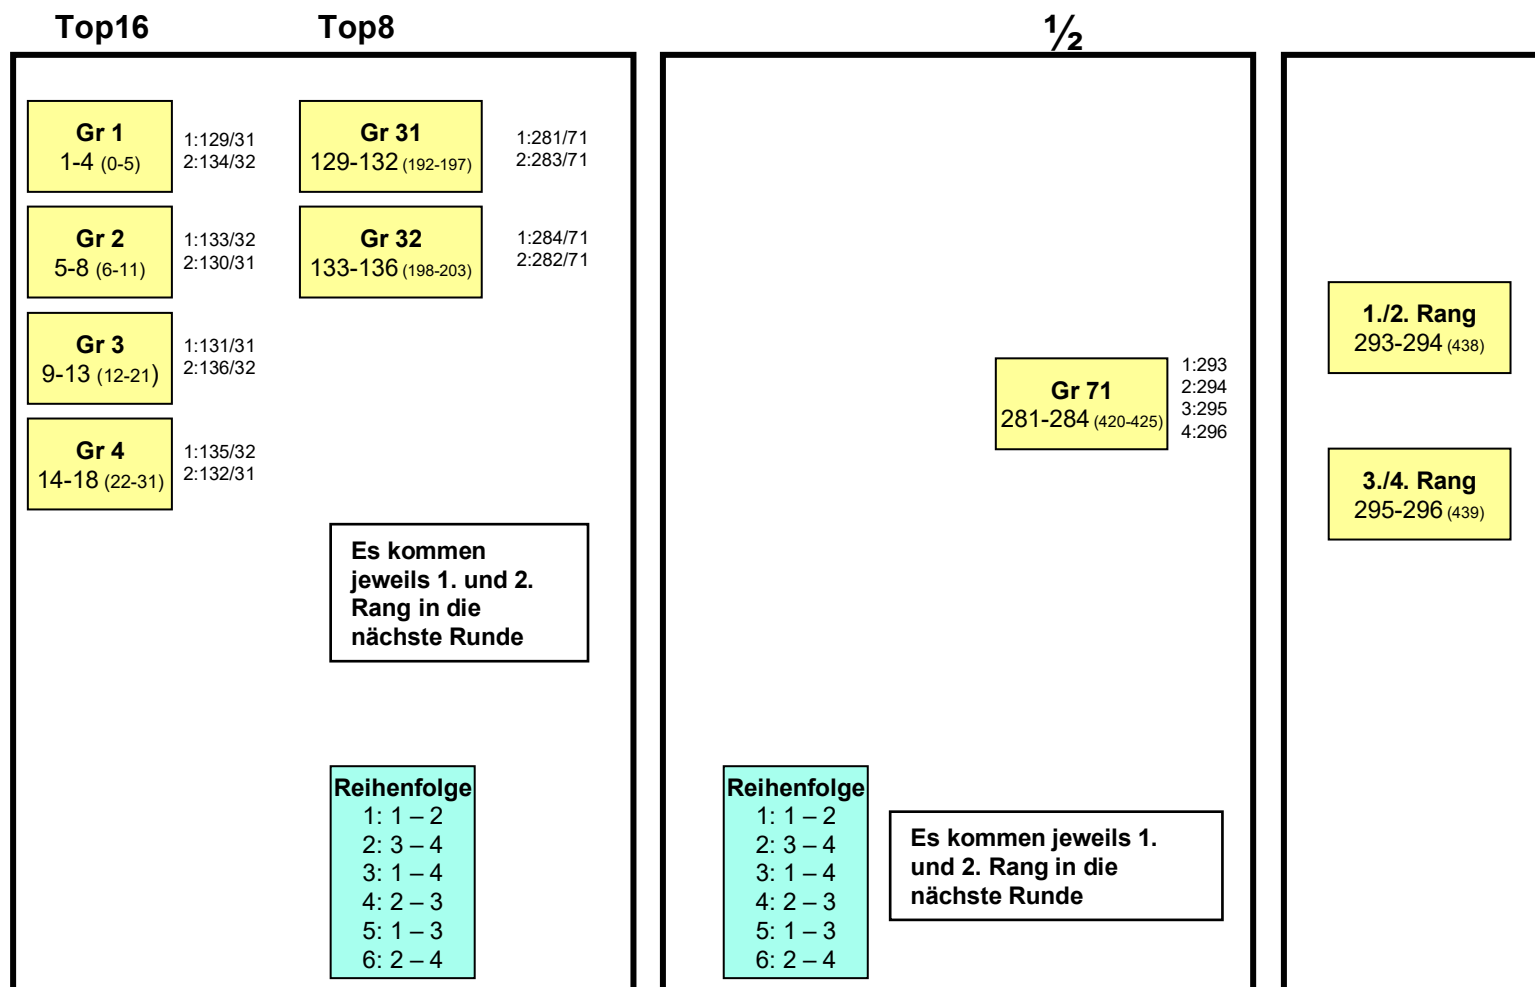 Top16
Top8
½
Gr 1
1-4 (0-5)
1:129/31
2:134/32
Gr 31
129-132 (192-197)
1:281/71
2:283/71
Gr 2
5-8 (6-11)
1:133/32
2:130/31
Gr 32
133-136 (198-203)
1:284/71
2:282/71
Gr 3
9-13 (12-21)
1:131/31
2:136/32
Gr 4
14-18 (22-31)
1:135/32
2:132/31
Es kommen
jeweils 1. und 2.
Rang in die
nächste Runde
Reihenfolge
1: 1 – 2
2: 3 – 4
3: 1 – 4
4: 2 – 3
5: 1 – 3
6: 2 – 4
Gr 71
281-284 (420-425)
1:293
2:294
3:295
4:296
Reihenfolge
1: 1 – 2
2: 3 – 4
3: 1 – 4
4: 2 – 3
5: 1 – 3
6: 2 – 4
Es kommen jeweils 1.
und 2. Rang in die
nächste Runde
1./2. Rang
293-294 (438)
3./4. Rang
295-296 (439)